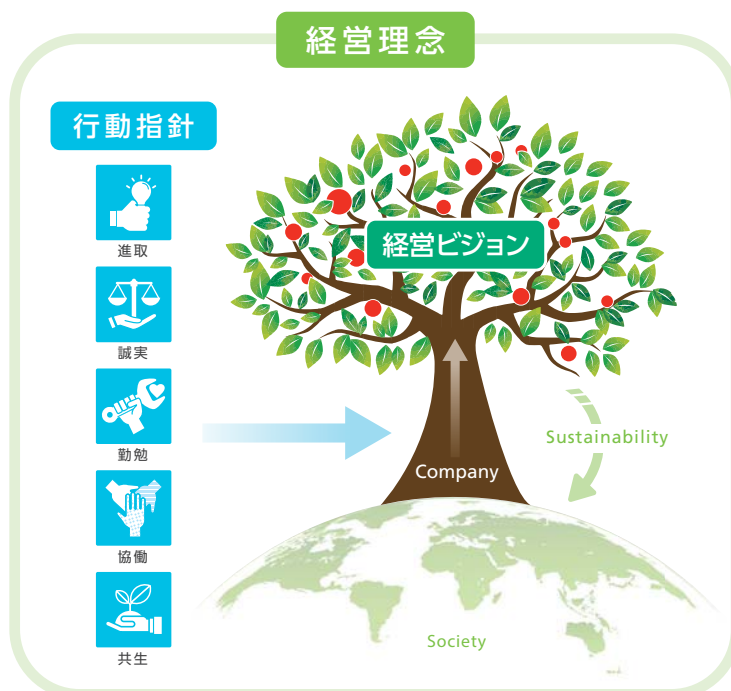 経営理念
行動指針
進取
誠実
勤勉
協働
共生
経営ビジョン
Company
Sustainability
Society